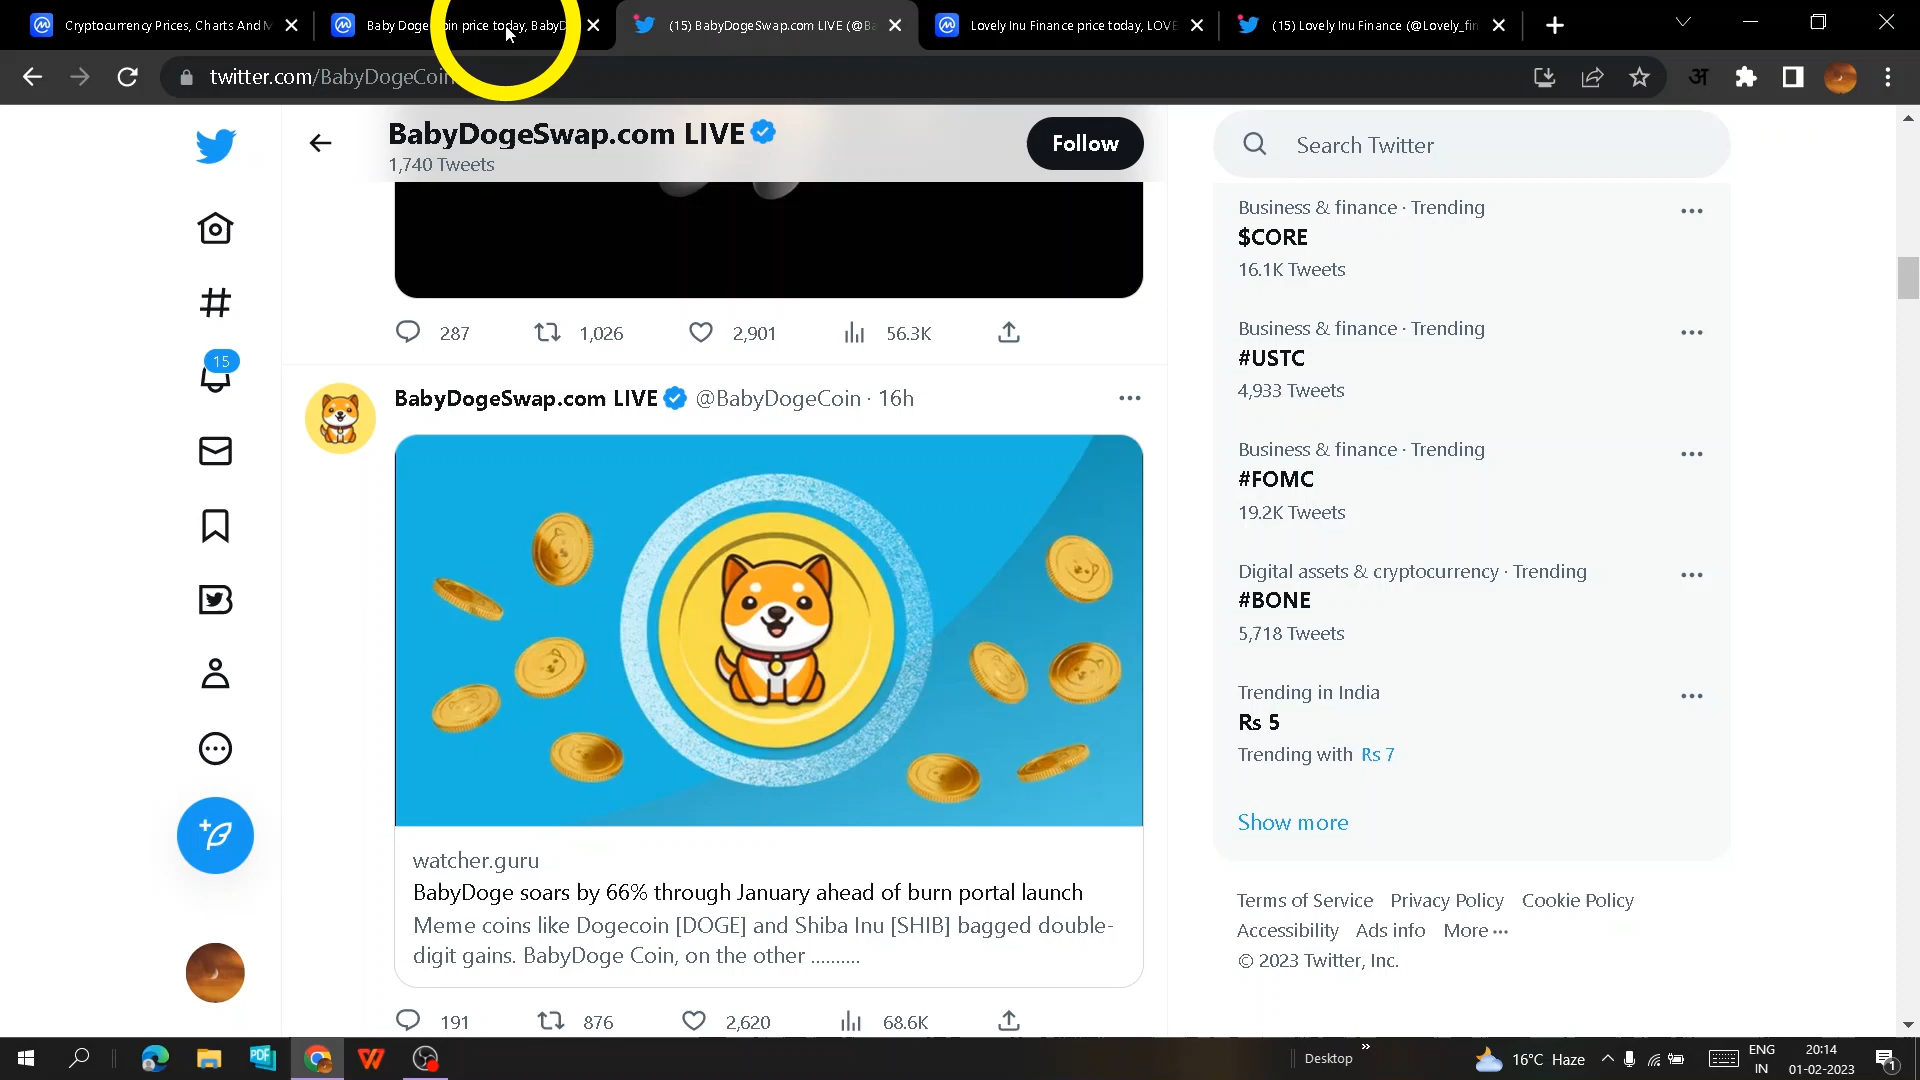 Cryptocurrency Prices, Charts And M
Baby Doge Coin price today, BabyD
(15) BabyDogeSwap.com LIVE (@Ba
Lovely Inu Finance price today, LOVE
(15) Lovely Inu Finance (@Lovely_fin
twitter.com/BabyDogeCoin
अ
BabyDogeSwap.com LIVE
1,740 Tweets
Follow
Search Twitter
287
1,026
2,901
56.3K
15
BabyDogeSwap.com LIVE @BabyDogeCoin · 16h
watcher.guru
BabyDoge soars by 66% through January ahead of burn portal launch
Meme coins like Dogecoin [DOGE] and Shiba Inu [SHIB] bagged double-
digit gains. BabyDoge Coin, on the other ..........
191
876
2,620
68.6K
Business & finance · Trending
$CORE
16.1K Tweets
Business & finance · Trending
#USTC
4,933 Tweets
Business & finance · Trending
#FOMC
19.2K Tweets
Digital assets & cryptocurrency · Trending
#BONE
5,718 Tweets
Trending in India
Rs 5
Trending with Rs 7
Show more
Terms of Service Privacy Policy Cookie Policy
Accessibility Ads info More
© 2023 Twitter, Inc.
PDF
Desktop
16°C Haze
ENG
IN
20:14
01-02-2023
1